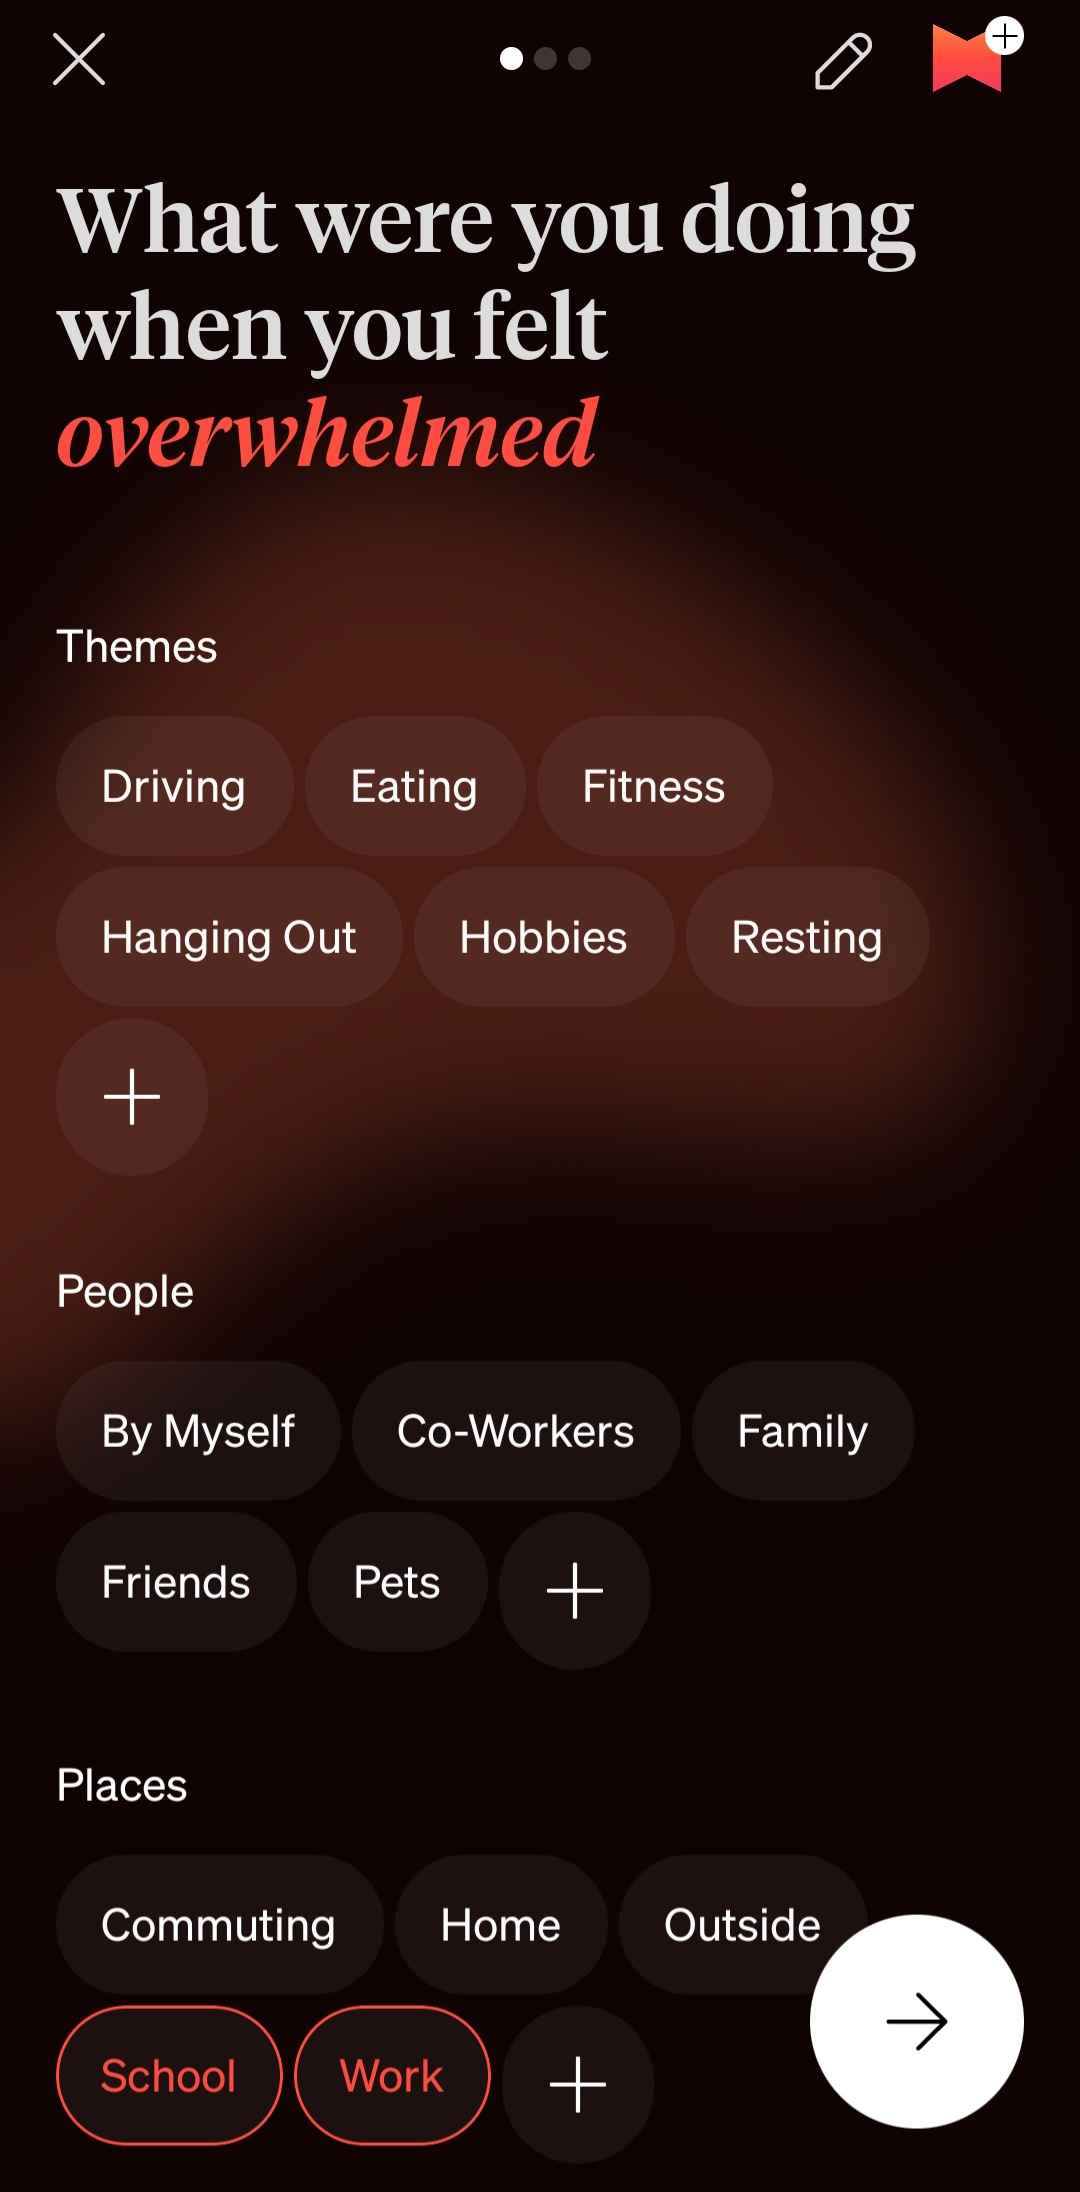 What were you doing
when you felt
overwhelmed
Themes
Driving Eating Fitness
Hanging Out Hobbies Resting
People
By Myself Co-Workers Family
Friends Pets
Places
Commuting Home Outside
School Work